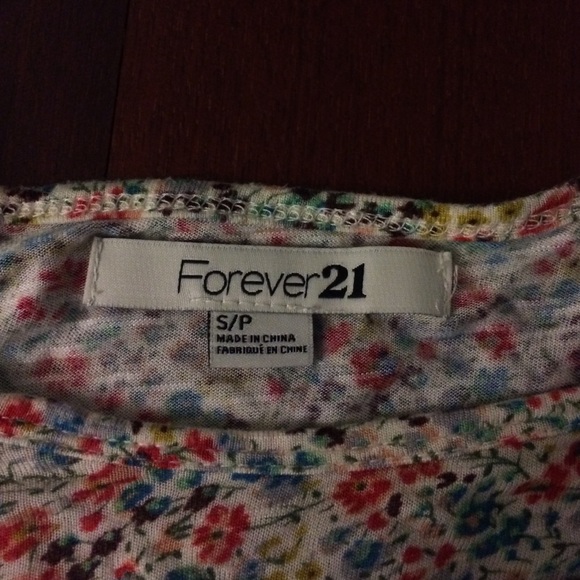 Forever21
S/P
MADE IN CHINA
FABRIQUÉ EN CHINE